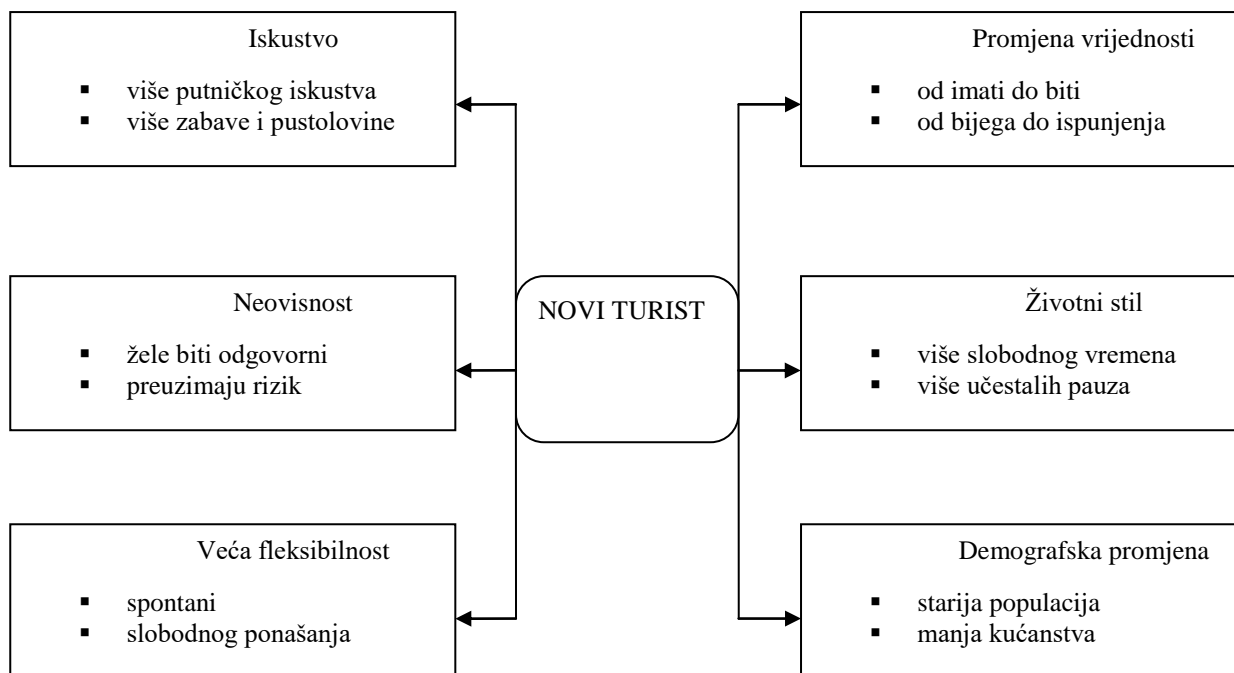 Iskustvo
▪ više putničkog iskustva
▪ više zabave i pustolovine
Promjena vrijednosti
▪ od imati do biti
▪ od bijega do ispunjenja
Neovisnost
▪ žele biti odgovorni
▪ preuzimaju rizik
NOVI TURIST
Životni stil
▪ više slobodnog vremena
▪ više učestalih pauza
Veća fleksibilnost
▪ spontani
▪ slobodnog ponašanja
Demografska promjena
▪ starija populacija
▪ manja kućanstva